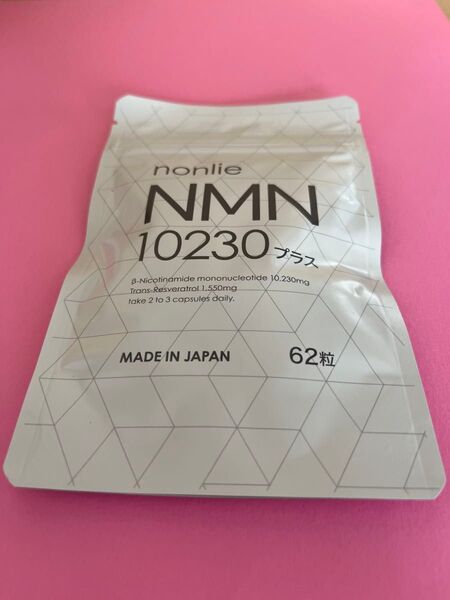 nonlie
NMN
10230プラス
β-Nicotinamide mononucleotide 10.230mg
Trans-Resveratrol 1.550mg
take 2 to 3 capsules daily.
MADE IN JAPAN 62粒